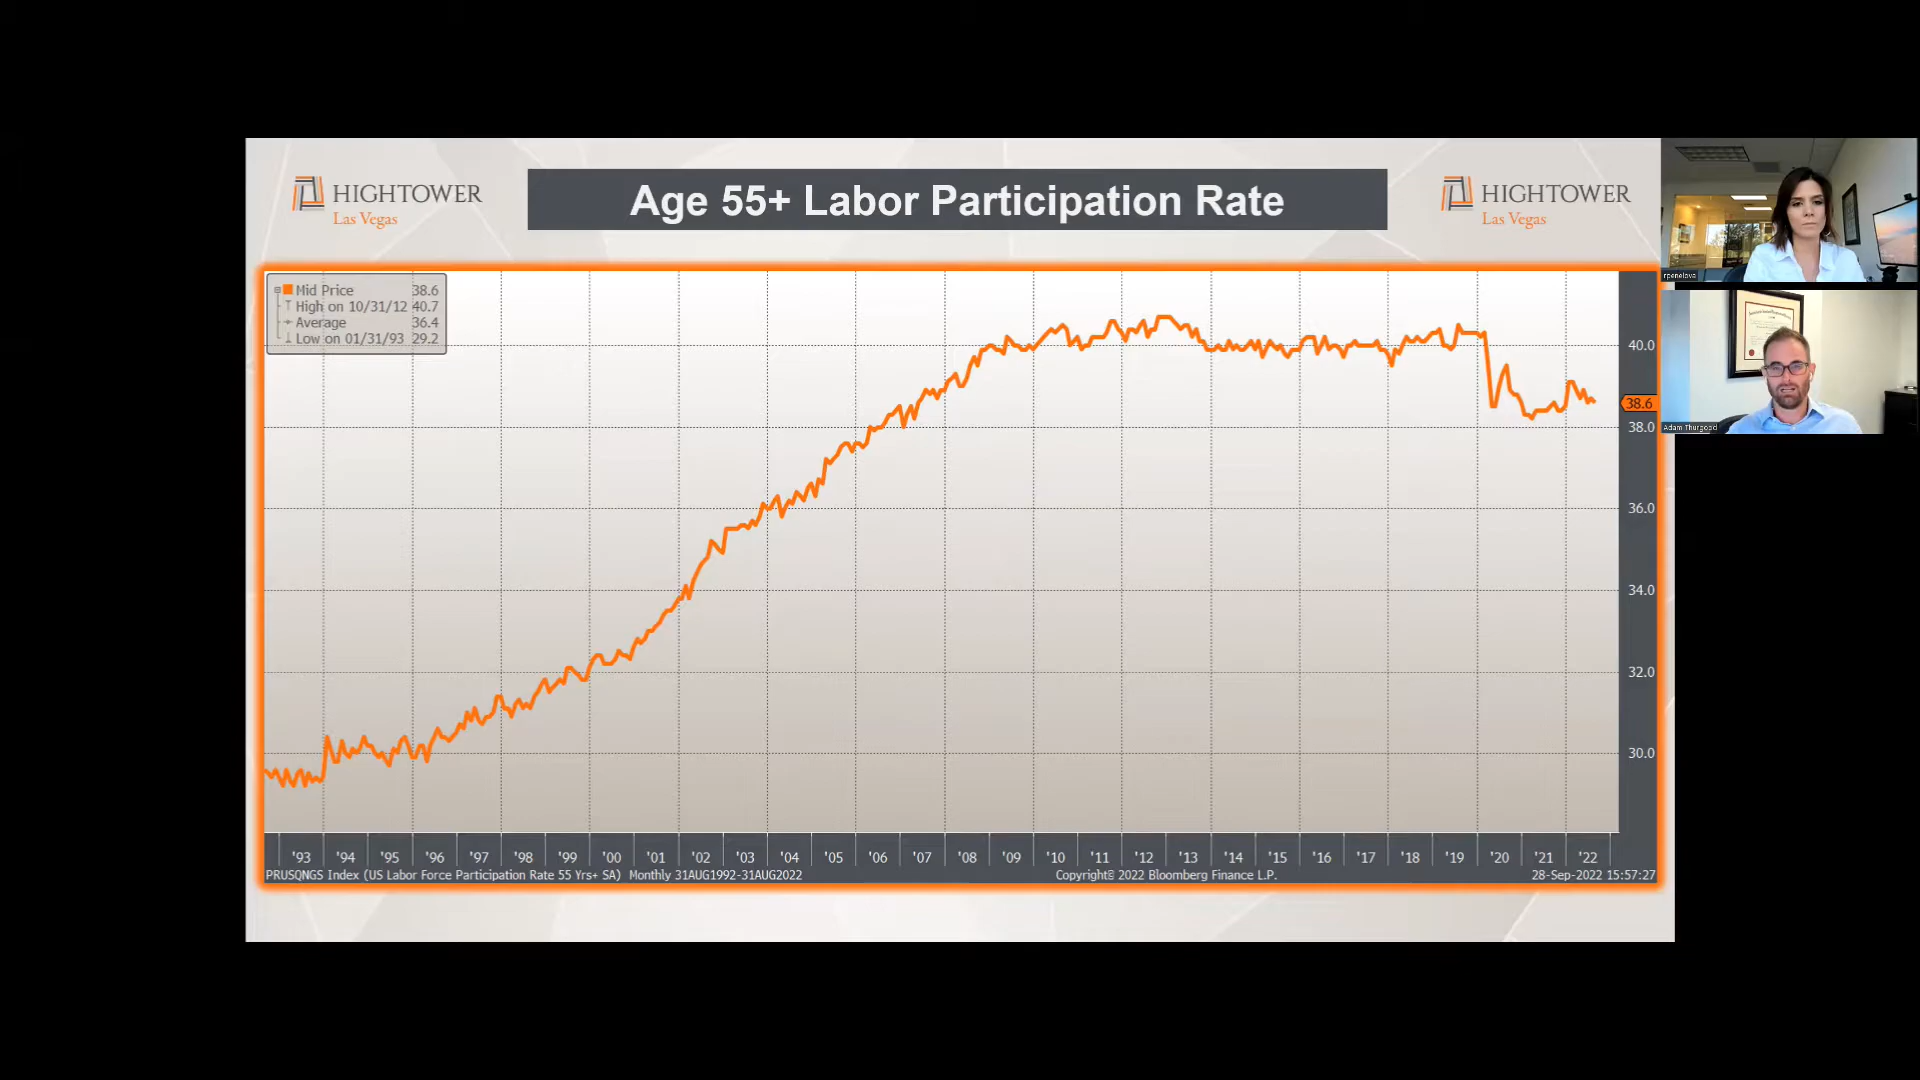 HIGHTOWER
Las Vegas
Age 55+ Labor Participation Rate
HIGHTOWER
Las Vegas
rpenelova
Adam Thurgood
Mid Price 38.6
High on 10/31/12 40.7
Average 36.4
Low on 01/31/93 29.2
40.0
38.6
38.0
36.0
34.0
32.0
30.0
'93 '94 '95 '96 '97 '98 '99 '00 '01 '02 '03 '04 '05 '06 '07 '08 '09 '10 '11 '12 '13 '14 '15 '16 '17 '18 '19 '20 '21 '22
PRUSQNGS Index (US Labor Force Participation Rate 55 Yrs+ SA) Monthly 31AUG1992-31AUG2022 Copyright© 2022 Bloomberg Finance L.P. 28-Sep-2022 15:57:27